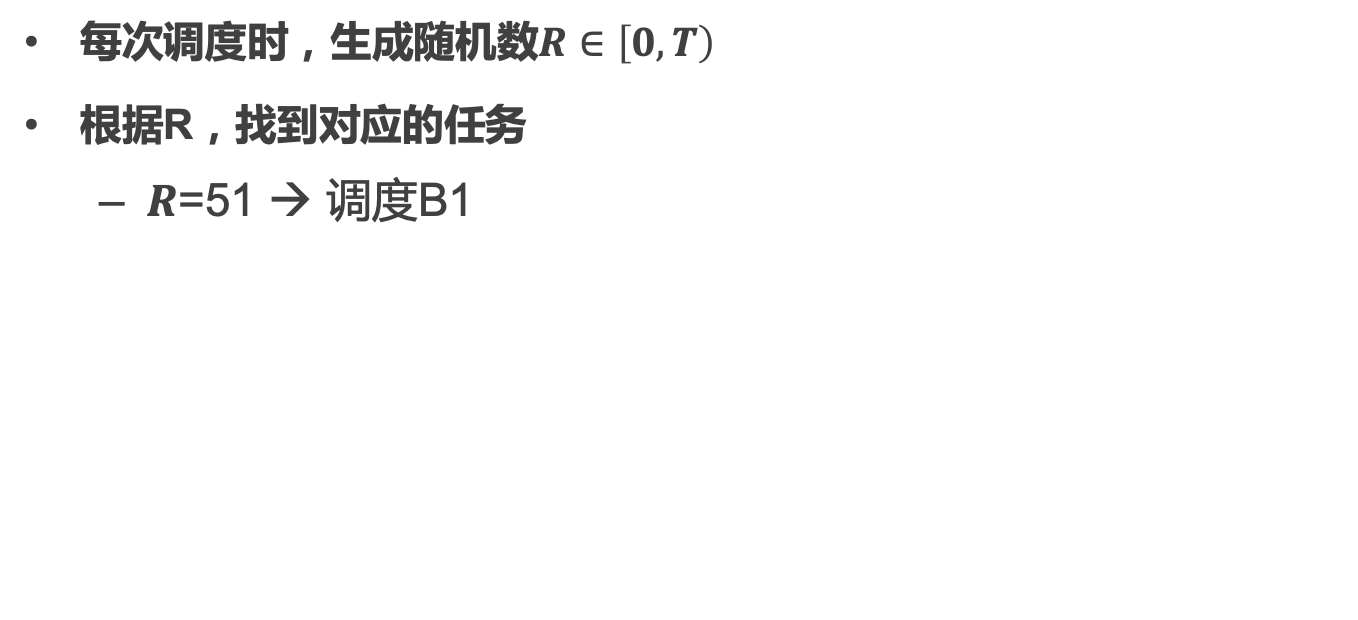 • 每次调度时，生成随机数R ∈ [0, T)
• 根据R，找到对应的任务
– R=51 → 调度B1